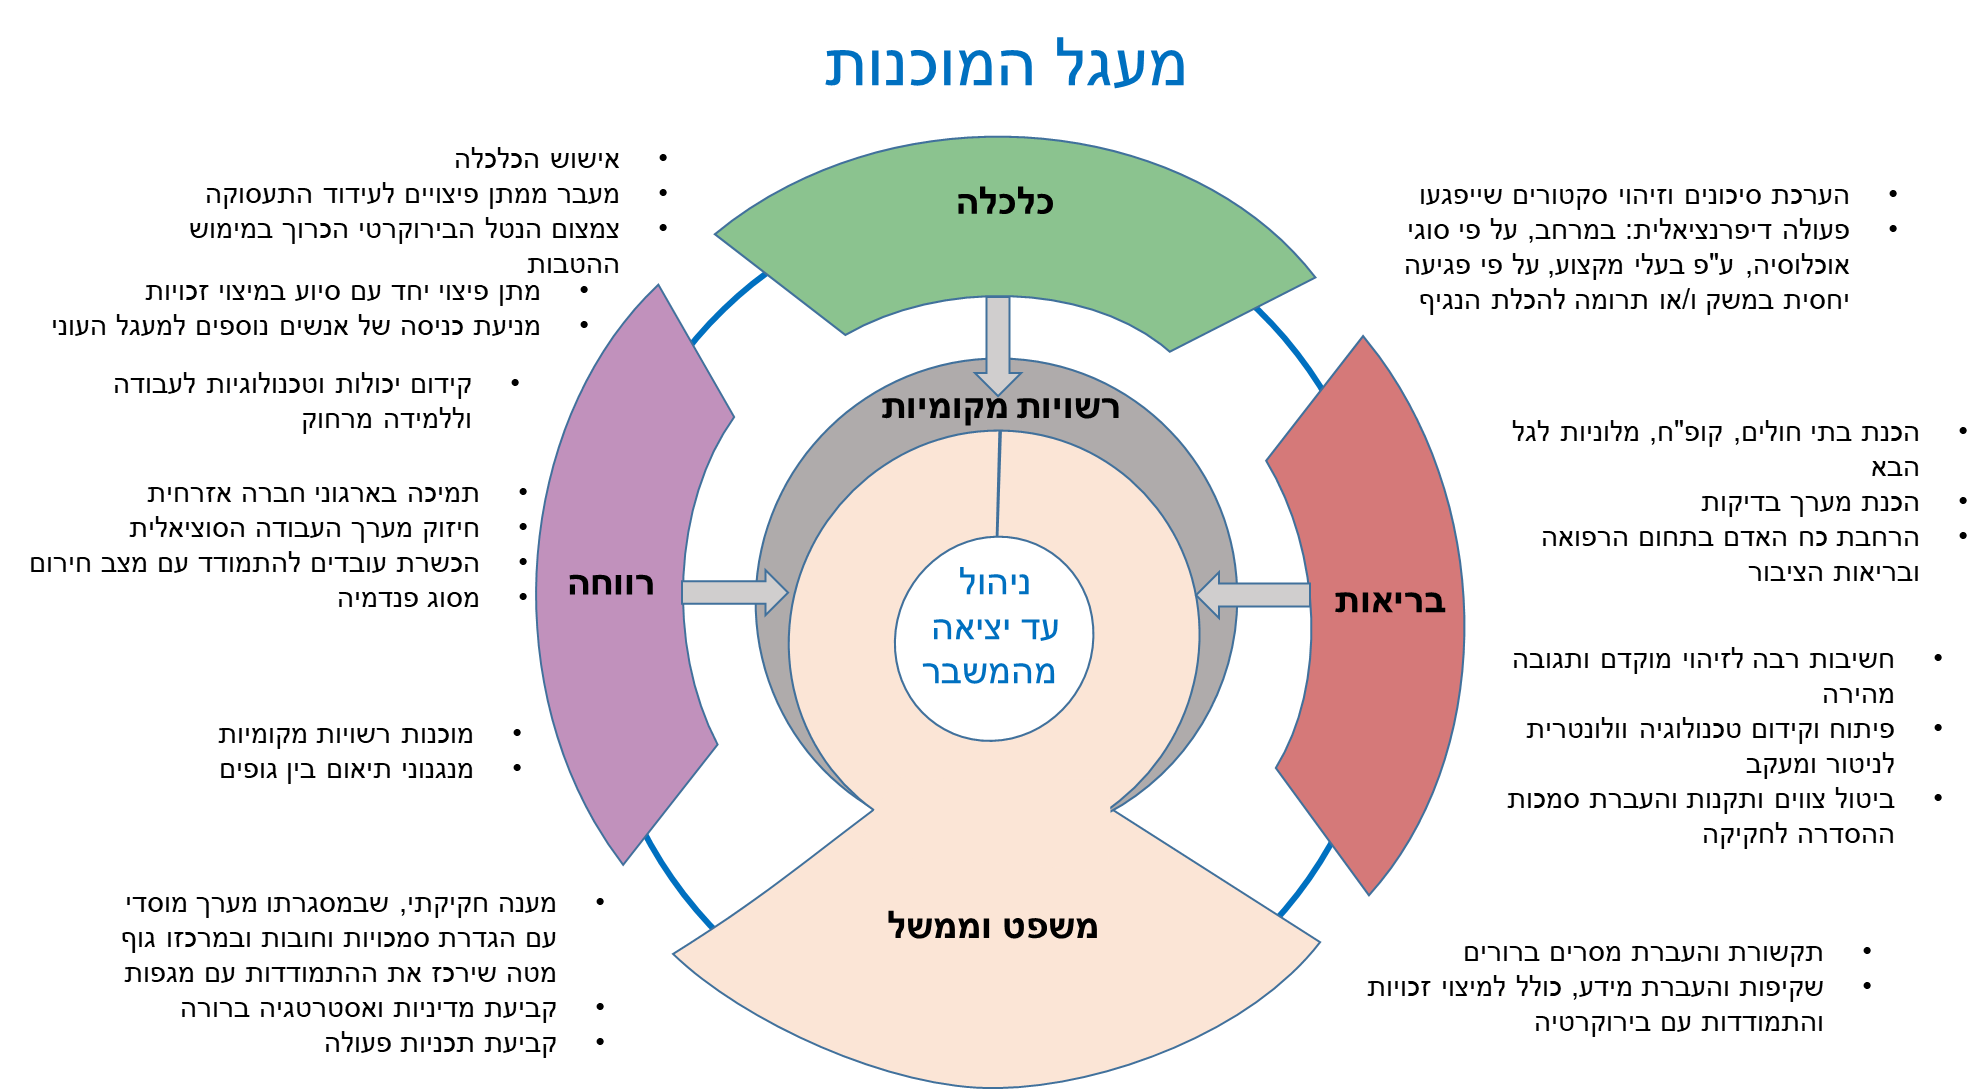 מעגל המוכנות
כלכלה
• הערכת סיכונים וזיהוי סקטורים שייפגעו
• פעולה דיפרנציאלית: במרחב, על פי סוגי
אוכלוסיה, ע"פ בעלי מקצוע, על פי פגיעה
יחסית במשק ו/או תרומה להכלת הנגיף
• אישוש הכלכלה
• מעבר ממתן פיצויים לעידוד התעסוקה
• צמצום הנטל הבירוקרטי הכרוך במימוש
ההטבות
• מתן פיצוי יחד עם סיוע במיצוי זכויות
• מניעת כניסה של אנשים נוספים למעגל העוני
• קידום יכולות וטכנולוגיות לעבודה
וללמידה מרחוק
רשויות מקומיות
• הכנת בתי חולים, קופ"ח, מלוניות לגל
הבא
• הכנת מערך בדיקות
• הרחבת כח האדם בתחום הרפואה
ובריאות הציבור
בריאות
ניהול
עד יציאה
מהמשבר
רווחה
• תמיכה בארגוני חברה אזרחית
• חיזוק מערך העבודה הסוציאלית
• הכשרת עובדים להתמודד עם מצב חירום
• מסוג פנדמיה
• חשיבות רבה לזיהוי מוקדם ותגובה
מהירה
• פיתוח וקידום טכנולוגיה וולונטרית
לניטור ומעקב
• ביטול צווים ותקנות והעברת סמכות
ההסדרה לחקיקה
• מוכנות רשויות מקומיות
• מנגנוני תיאום בין גופים
משפט וממשל
• תקשורת והעברת מסרים ברורים
• שקיפות והעברת מידע, כולל למיצוי זכויות
והתמודדות עם בירוקרטיה
• מענה חקיקתי, שבמסגרתו מערך מוסדי
עם הגדרת סמכויות וחובות ובמרכזו גוף
מטה שירכז את ההתמודדות עם מגפות
• קביעת מדיניות ואסטרטגיה ברורה
• קביעת תכניות פעולה